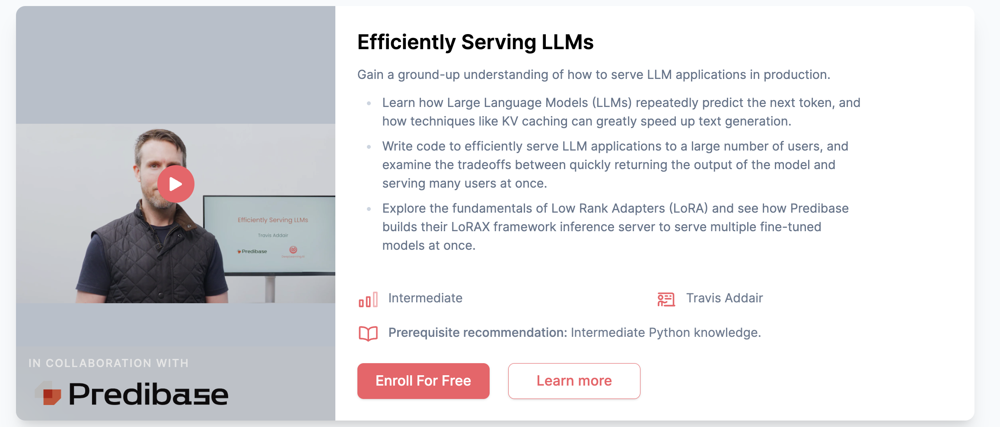 Efficiently Serving LLMs
Gain a ground-up understanding of how to serve LLM applications in production.
Learn how Large Language Models (LLMs) repeatedly predict the next token, and
how techniques like KV caching can greatly speed up text generation.
Write code to efficiently serve LLM applications to a large number of users, and
examine the tradeoffs between quickly returning the output of the model and
serving many users at once.
Explore the fundamentals of Low Rank Adapters (LoRA) and see how Predibase
builds their LoRAX framework inference server to serve multiple fine-tuned
models at once.
Intermediate
Travis Addair
Prerequisite recommendation: Intermediate Python knowledge.
Enroll For Free
Learn more
Efficiently Serving LLMs
Travis Addair
Predibase
DeepLearning.AI
IN COLLABORATION WITH
Predibase